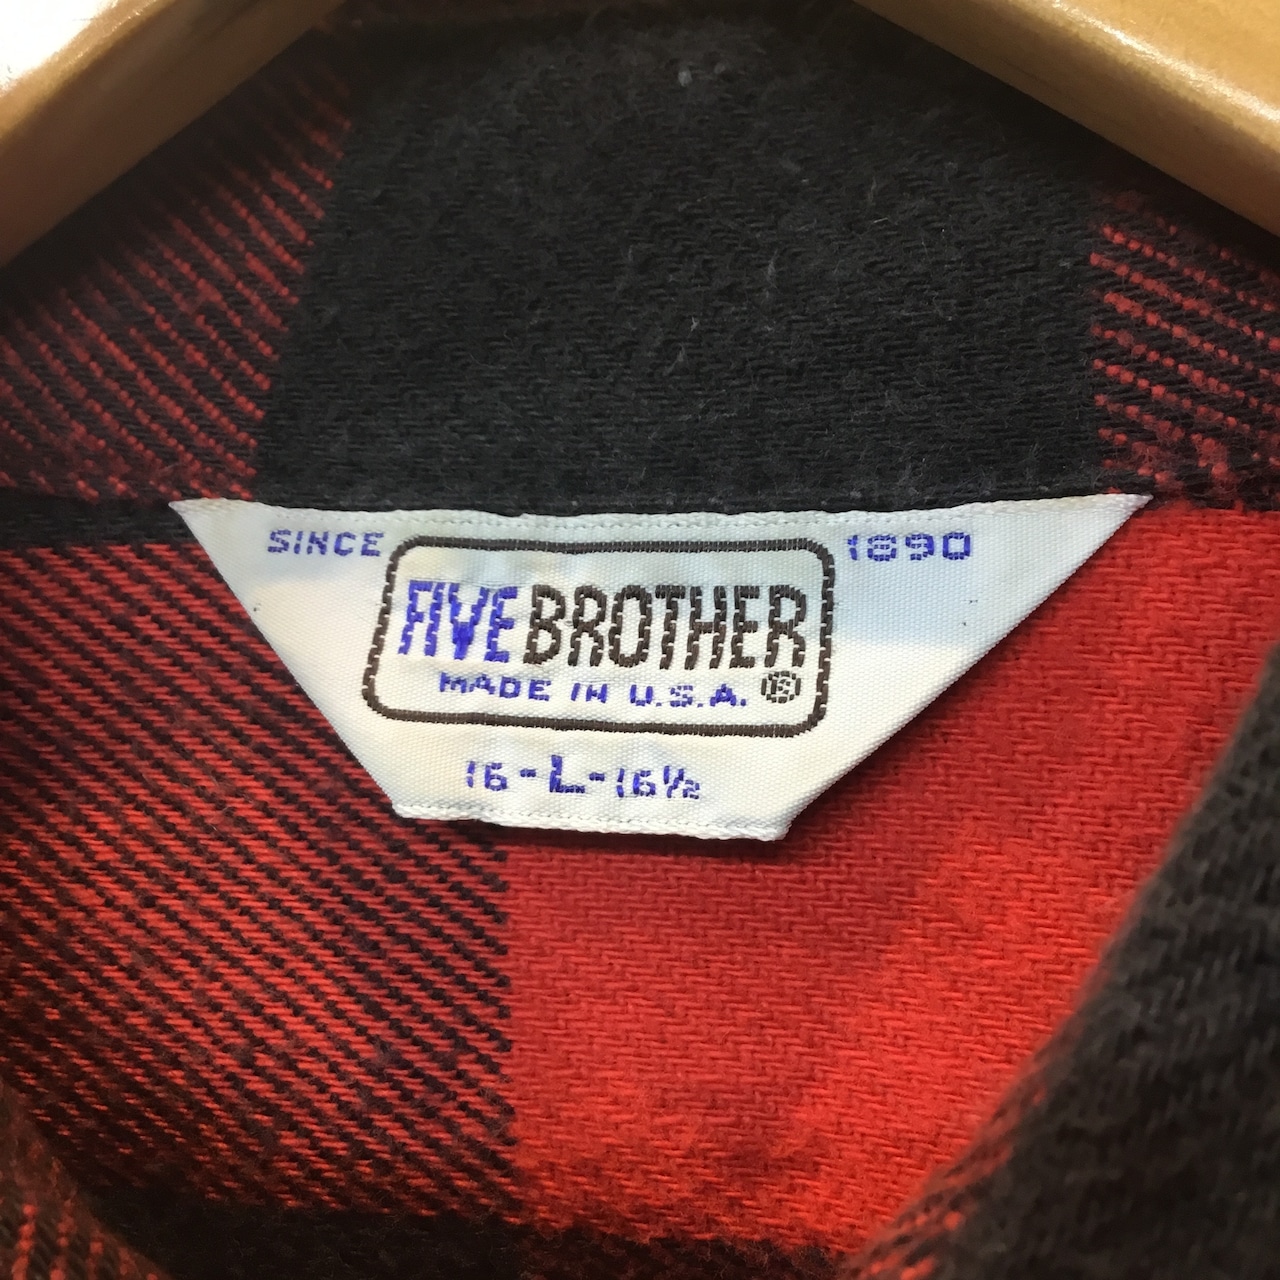 SINCE 1890
FIVE BROTHER
MADE IN U.S.A. ®
16-L-16½